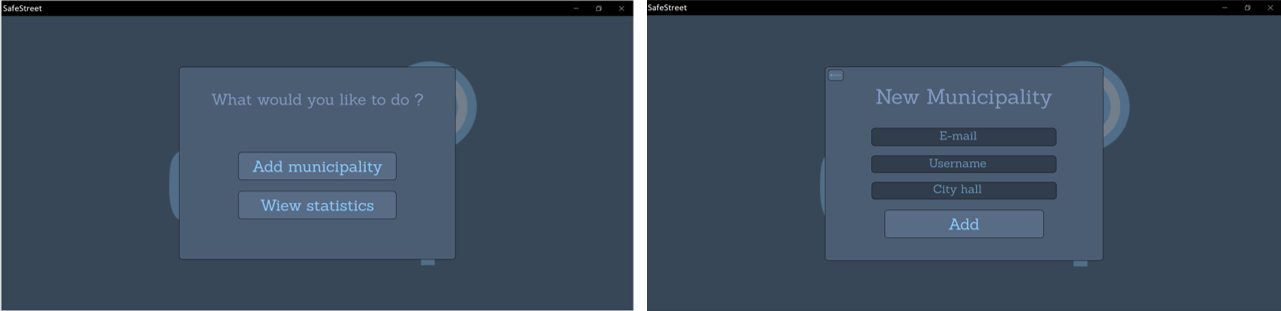 SafeStreet
What would you like to do ?
Add municipality
Wiew statistics
SafeStreet
New Municipality
E-mail
Username
City hall
Add